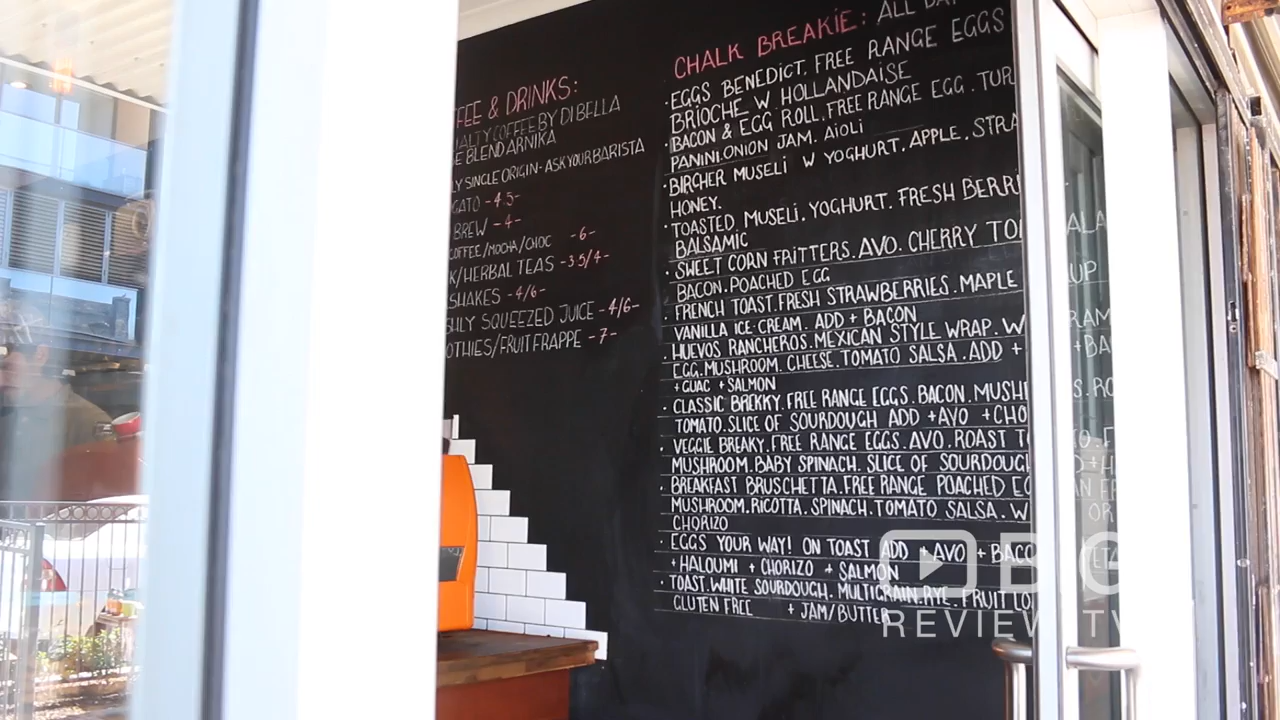 FFEE & DRINKS:
IALTY COFFEE BY DI BELLA
E BLEND ARNIKA
LY SINGLE ORIGIN - ASK YOUR BARISTA
GATO -4.5-
BREW -4-
COFFEE/MOCHA/CHOC -6-
K/HERBAL TEAS -3.5/4-
SHAKES -4/6-
HLY SQUEEZED JUICE -4/6-
OTHIES/FRUIT FRAPPE -7-
CHALK BREAKIE: ALL DA
· EGGS BENEDICT. FREE RANGE EGGS
BRIOCHE W HOLLANDAISE
· BACON & EGG ROLL. FREE RANGE EGG. TUR
PANINI. ONION JAM. AIOLI
· BIRCHER MUSELI W YOGHURT. APPLE. STRA
HONEY.
· TOASTED MUSELI. YOGHURT. FRESH BERRI
BALSAMIC
· SWEET CORN FRITTERS. AVO. CHERRY TO
BACON. POACHED EGG
· FRENCH TOAST. FRESH STRAWBERRIES. MAPLE
VANILLA ICE-CREAM. ADD + BACON
· HUEVOS RANCHEROS. MEXICAN STYLE WRAP. W
EGG. MUSHROOM. CHEESE. TOMATO SALSA. ADD +
+GUAC +SALMON
· CLASSIC BREKKY. FREE RANGE EGGS. BACON. MUSH
TOMATO. SLICE OF SOURDOUGH ADD +AVO +CHO
· VEGGIE BREAKY. FREE RANGE EGGS. AVO. ROAST T
MUSHROOM. BABY SPINACH. SLICE OF SOURDOUG
· BREAKFAST BRUSCHETTA. FREE RANGE POACHED EG
MUSHROOM. RICOTTA. SPINACH. TOMATO SALSA. W
CHORIZO
· EGGS YOUR WAY! ON TOAST ADD +AVO +BACO
+HALOUMI + CHORIZO + SALMON
· TOAST. WHITE SOURDOUGH. MULTIGRAIN. RYE. FRUIT LO
GLUTEN FREE + JAM/BUTTER
BG
REVIEW TV